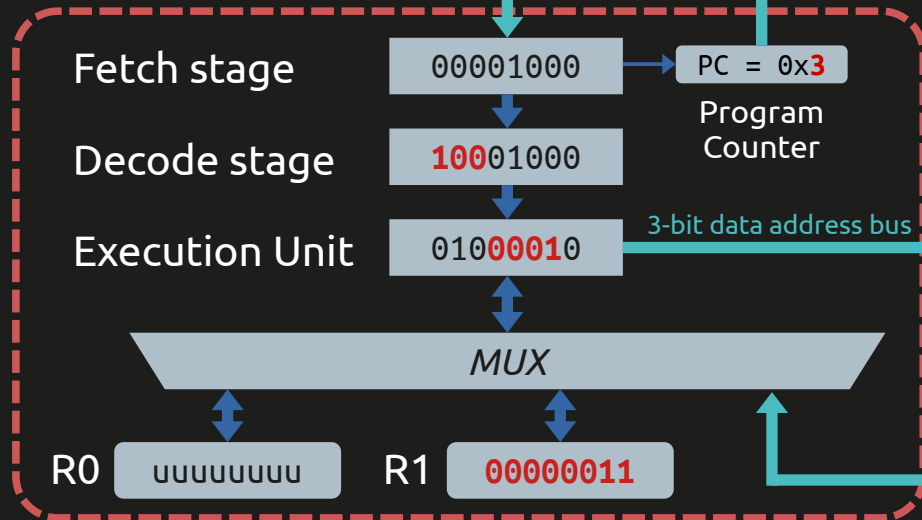 Fetch stage
00001000
PC = 0x3
Program
Counter
Decode stage
10001000
Execution Unit
01000010
3-bit data address bus
MUX
R0
uuuuuuuu
R1
00000011